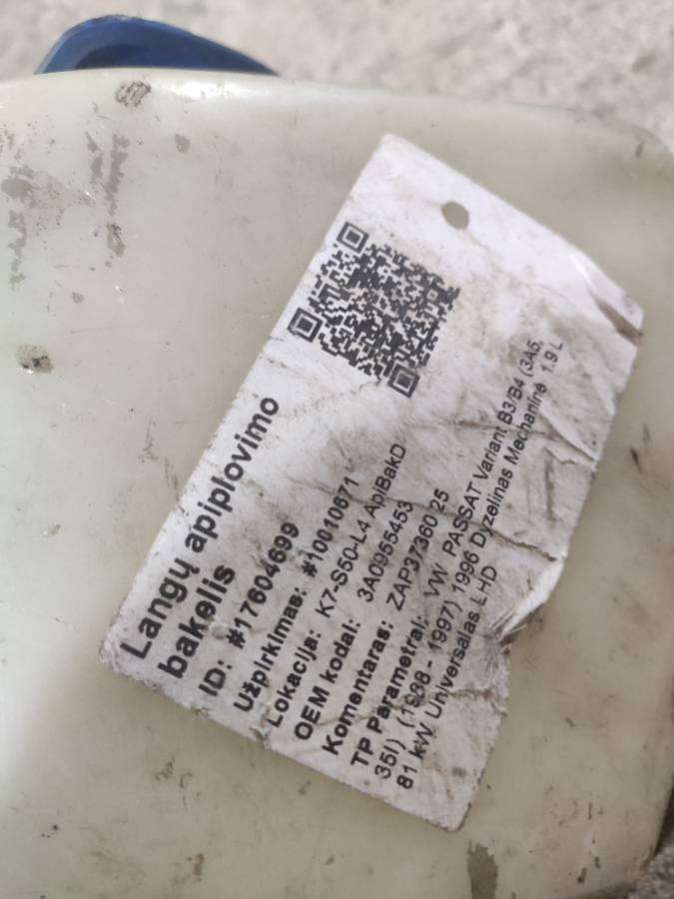 Langų apiplovimo
bakelis
ID: #17604699
Užpirkimas: #10010671
Lokacija: K7-S50-L4 ApiBakD
OEM kodai: 3A0955453
Komentaras: ZAP37360 25
TP Parametrai: VW PASSAT Variant B3/B4 (3A5,
35I) (1988 - 1997) 1996 Dyzelinas Mechaninė 1.9 L
81 kW Universalas LHD